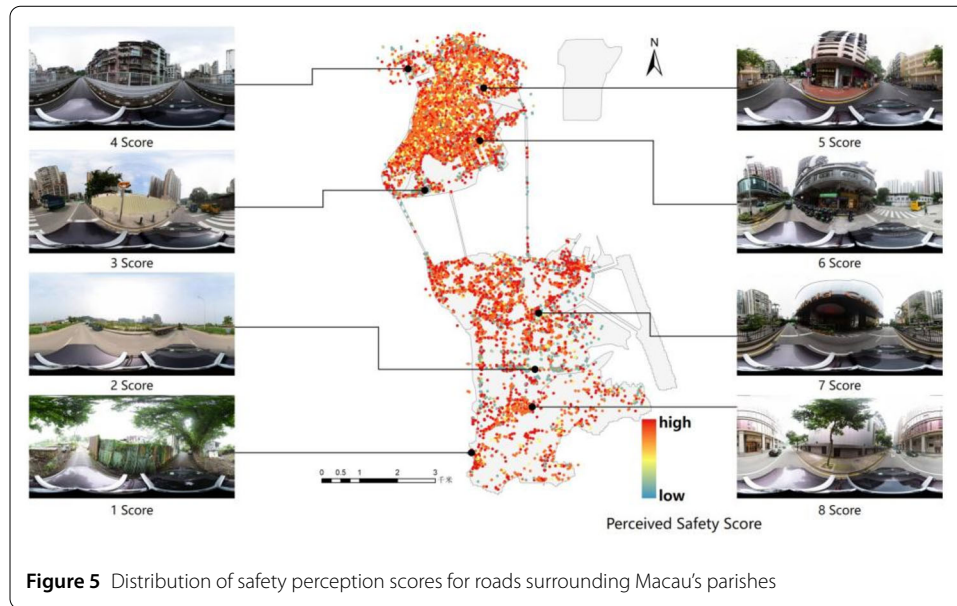 N
4 Score
5 Score
3 Score
6 Score
2 Score
7 Score
1 Score
8 Score
0 0.5 1 2 3
千米
high
low
Perceived Safety Score
Figure 5 Distribution of safety perception scores for roads surrounding Macau's parishes